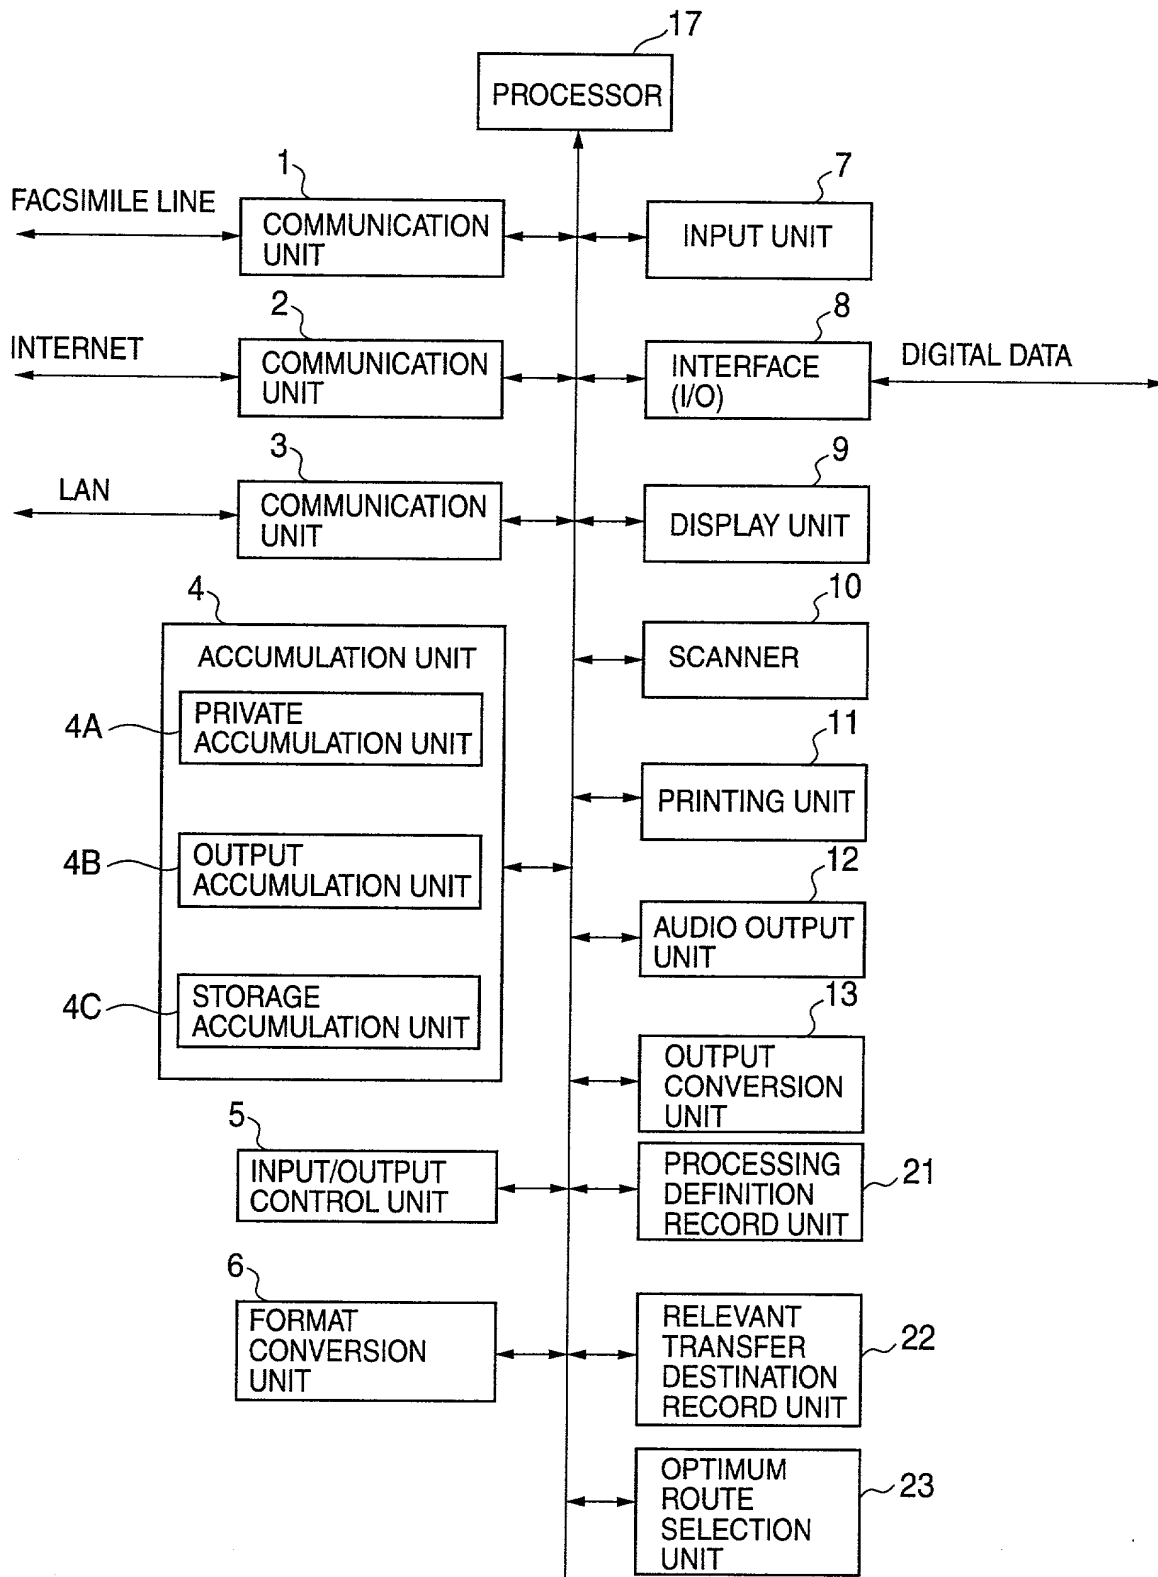 17
PROCESSOR
1
FACSIMILE LINE
COMMUNICATION
UNIT
7
INPUT UNIT
2
INTERNET
COMMUNICATION
UNIT
8
INTERFACE
(I/O)
DIGITAL DATA
3
LAN
COMMUNICATION
UNIT
9
DISPLAY UNIT
4
ACCUMULATION UNIT
4A
PRIVATE
ACCUMULATION UNIT
4B
OUTPUT
ACCUMULATION UNIT
4C
STORAGE
ACCUMULATION UNIT
10
SCANNER
11
PRINTING UNIT
12
AUDIO OUTPUT
UNIT
13
OUTPUT
CONVERSION
UNIT
5
INPUT/OUTPUT
CONTROL UNIT
PROCESSING
DEFINITION
RECORD UNIT
21
6
FORMAT
CONVERSION
UNIT
RELEVANT
TRANSFER
DESTINATION
RECORD UNIT
22
OPTIMUM
ROUTE
SELECTION
UNIT
23